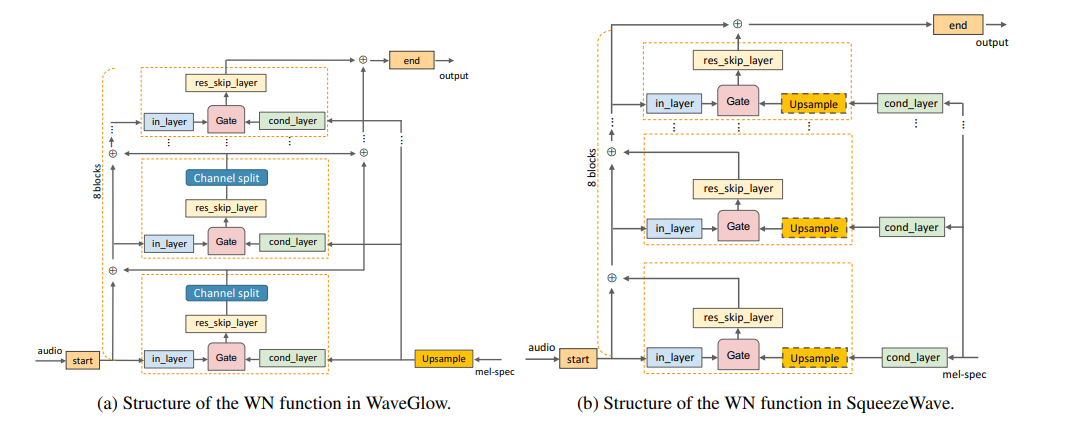 end
output
res_skip_layer
in_layer
Gate
cond_layer
8 blocks
Channel split
res_skip_layer
in_layer
Gate
cond_layer
Channel split
res_skip_layer
audio
start
in_layer
Gate
cond_layer
Upsample
mel-spec
(a) Structure of the WN function in WaveGlow.
end
output
res_skip_layer
in_layer
Gate
Upsample
cond_layer
8 blocks
res_skip_layer
in_layer
Gate
Upsample
cond_layer
res_skip_layer
audio
start
in_layer
Gate
Upsample
cond_layer
mel-spec
(b) Structure of the WN function in SqueezeWave.